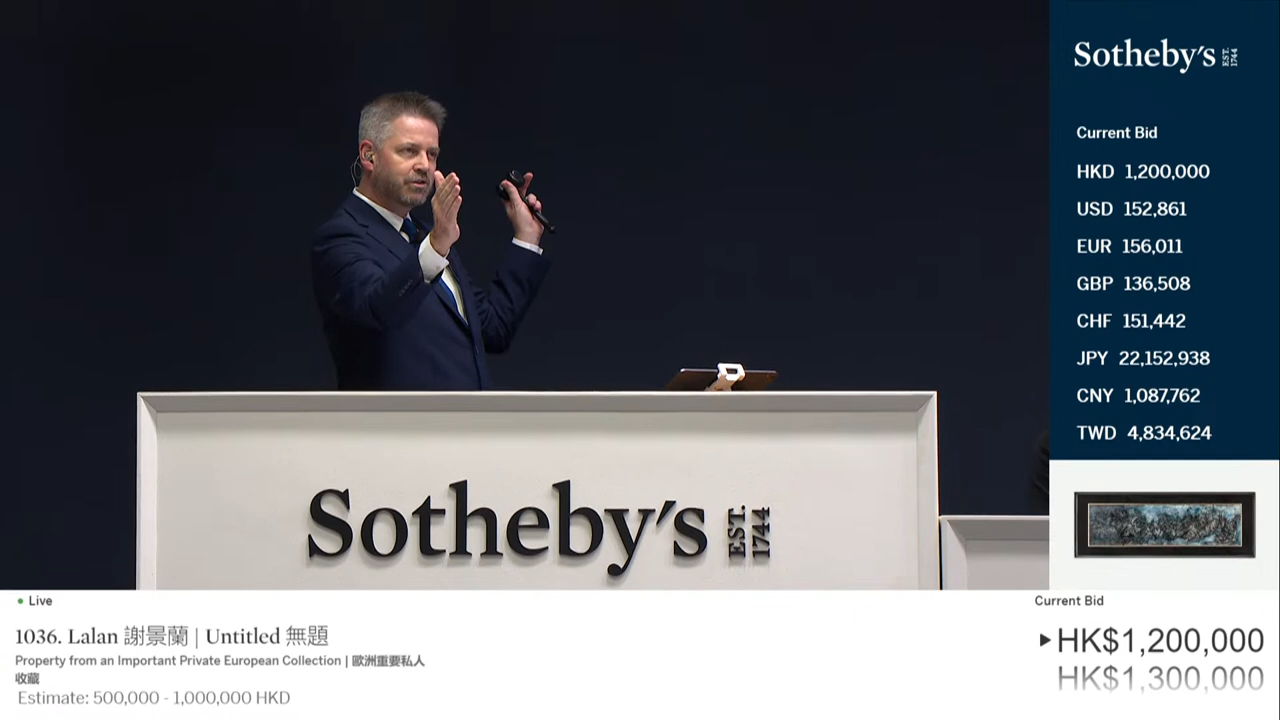 Sotheby's EST. 1744
Current Bid
HKD 1,200,000
USD 152,861
EUR 156,011
GBP 136,508
CHF 151,442
JPY 22,152,938
CNY 1,087,762
TWD 4,834,624
Sotheby's EST. 1744
Live
1036. Lalan 謝景蘭 | Untitled 無題
Property from an Important Private European Collection | 歐洲重要私人
收藏
Estimate: 500,000 - 1,000,000 HKD
Current Bid
HK$1,200,000
HK$1,300,000